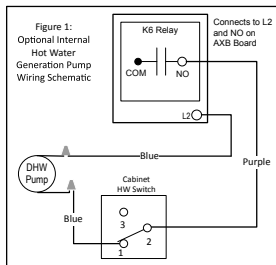 Figure 1:
Optional Internal
Hot Water
Generation Pump
Wiring Schematic
K6 Relay
COM
NO
Connects to L2
and NO on
AXB Board
L2
Blue
Purple
DHW
Pump
Cabinet
HW Switch
Blue
3
2
1